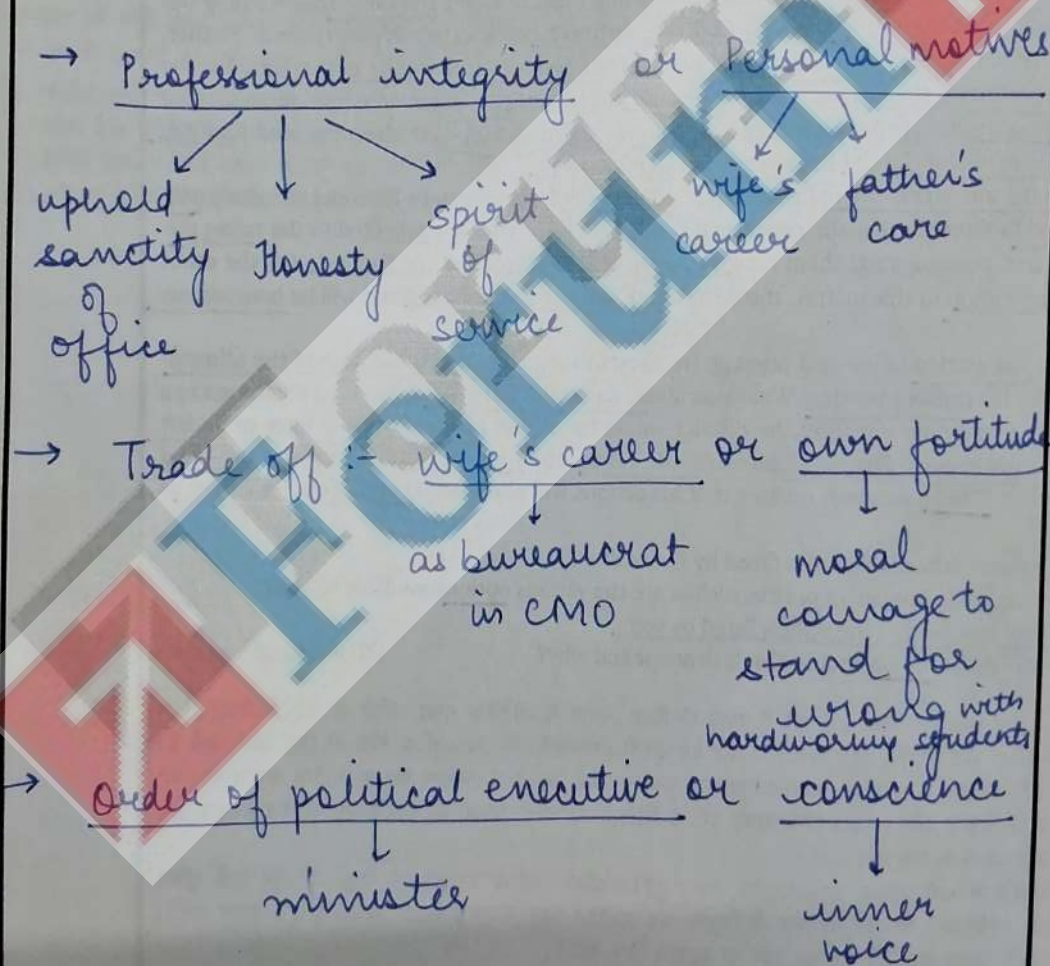 → Professional integrity or Personal motives
uphold
sanctity
of
office
Honesty
spirit
of
service
wife's
career
father's
care
→ Trade off :- wife's career or own fortitude
as bureaucrat
in CMO
moral
courage to
stand for
wrong with
hardworking students
→ Order of political executive or conscience
minister
inner
voice
Forum